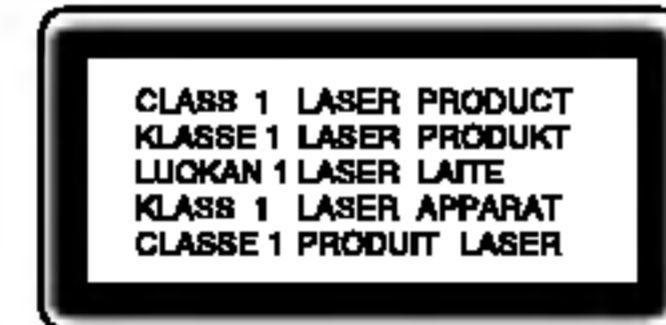 CLASS 1 LASER PRODUCT
KLASSE 1 LASER PRODUKT
LUOKAN 1 LASER LAITE
KLASS 1 LASER APPARAT
CLASSE 1 PRODUIT LASER